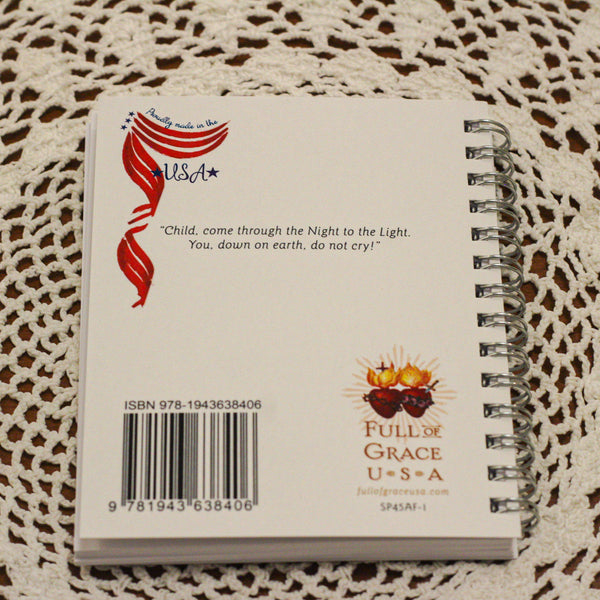 Proudly made in the
USA
“Child, come through the Night to the Light.
You, down on earth, do not cry!”
ISBN 978-1943638406
9 781943 638406
FULL OF
GRACE
U·S·A
fullofgraceusa.com
SP45AF-1